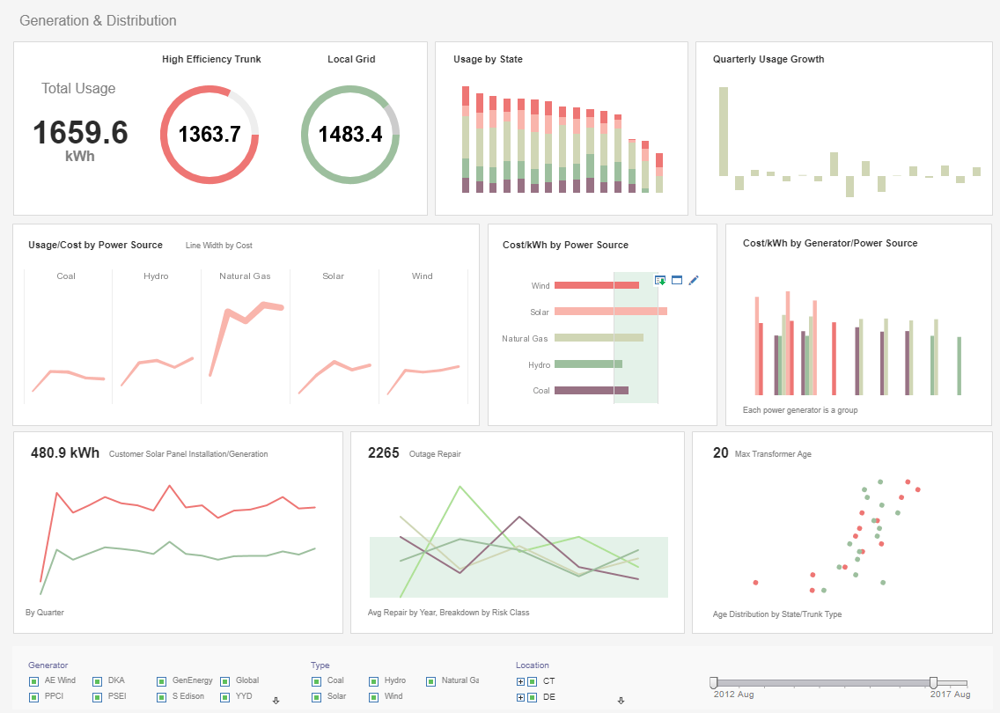 Generation & Distribution
Total Usage
1659.6
kWh
High Efficiency Trunk
1363.7
Local Grid
1483.4
Usage by State
Quarterly Usage Growth
Usage/Cost by Power Source
Line Width by Cost
Coal
Hydro
Natural Gas
Solar
Wind
Cost/kWh by Power Source
Wind
Solar
Natural Gas
Hydro
Coal
Cost/kWh by Generator/Power Source
Each power generator is a group
480.9 kWh Customer Solar Panel Installation/Generation
By Quarter
2265 Outage Repair
Avg Repair by Year, Breakdown by Risk Class
20 Max Transformer Age
Age Distribution by State/Trunk Type
Generator
AE Wind
DKA
GenEnergy
Global
PPCI
PSEI
S Edison
YYD
Type
Coal
Hydro
Natural Ga
Solar
Wind
Location
CT
DE
2012 Aug
2017 Aug